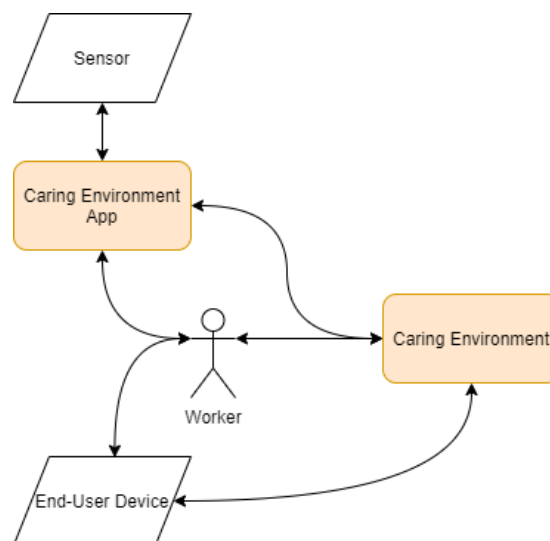 Sensor
Caring Environment
App
Caring Environment
Worker
End-User Device